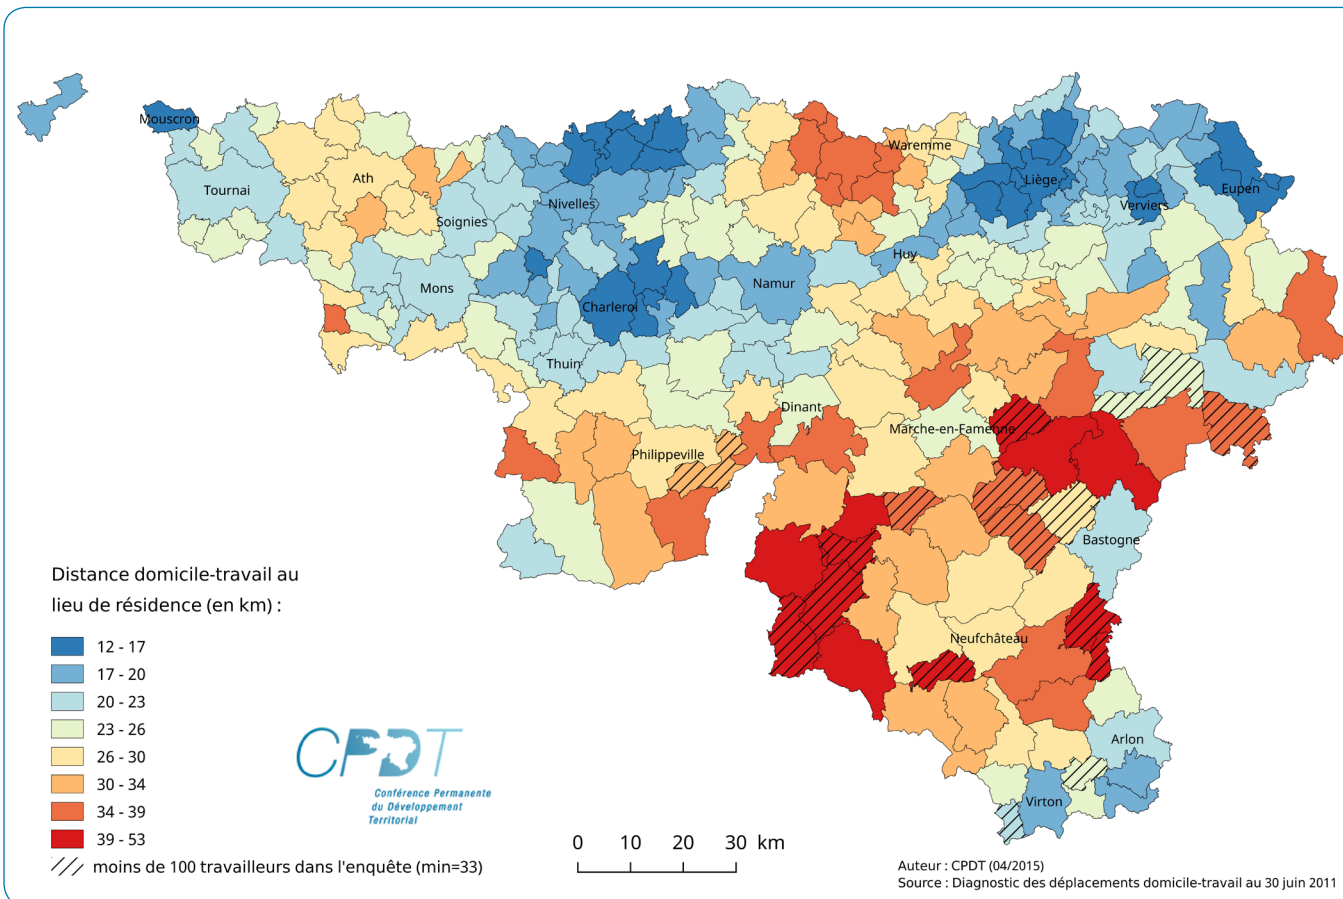 Mouscron
Waremme
Tournai
Ath
Liège
Eupen
Verviers
Nivelles
Soignies
Huy
Mons
Namur
Charleroi
Thuin
Dinant
Marche-en-Famenne
Philippeville
Bastogne
Neufchâteau
Arlon
Virton
Distance domicile-travail au
lieu de résidence (en km) :
12 - 17
17 - 20
20 - 23
23 - 26
26 - 30
30 - 34
34 - 39
39 - 53
moins de 100 travailleurs dans l'enquête (min=33)
CPDT
Conférence Permanente
du Développement
Territorial
0 10 20 30 km
Auteur : CPDT (04/2015)
Source : Diagnostic des déplacements domicile-travail au 30 juin 2011